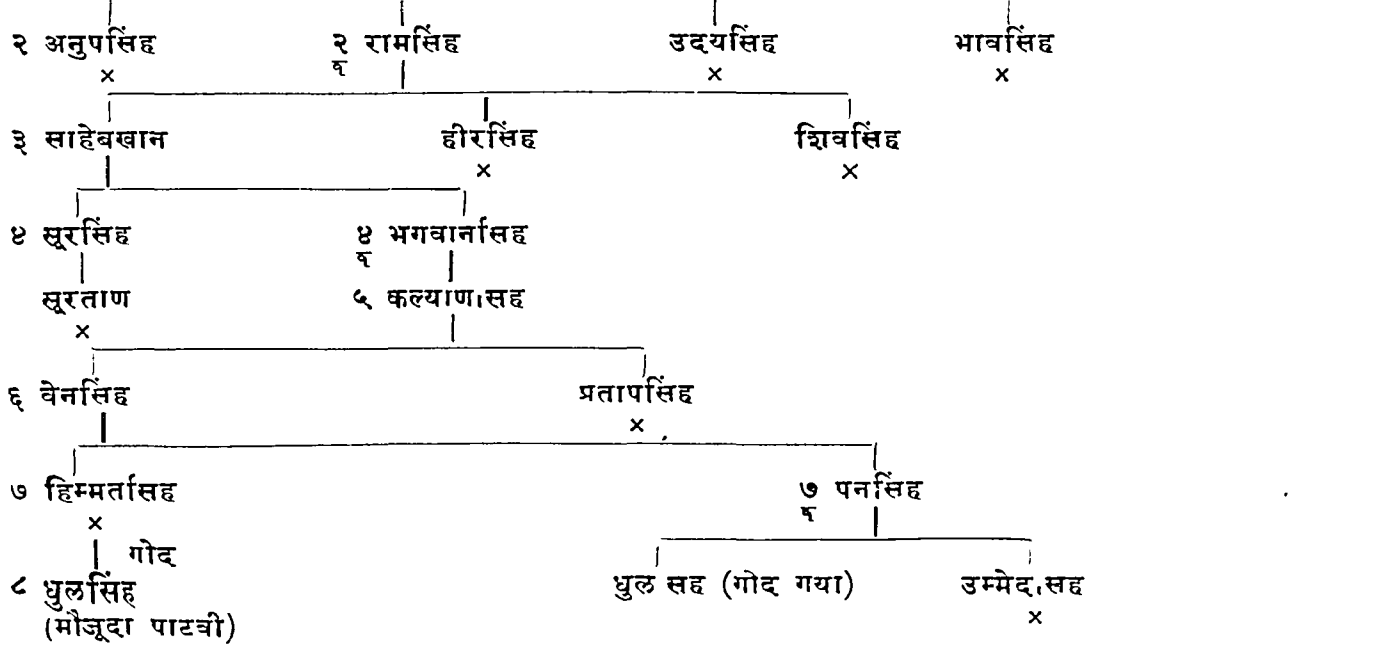 २ अनुपसिंह २ रामसिंह उदयसिंह भावसिंह
× व × ×
३ साहेबखान हीरसिंह शिवसिंह
× ×
४ सूरसिंह ४ भगवानसिंह
व
सूरताण ५ कल्याणसिंह
×
६ वेनसिंह प्रतापसिंह
×
७ हिम्मतसिंह ७ पनसिंह
× व
गोद
८ धुलसिंह धुलसिंह (गोद गया) उम्मेदसिंह
(मौजूदा पाटवी) ×